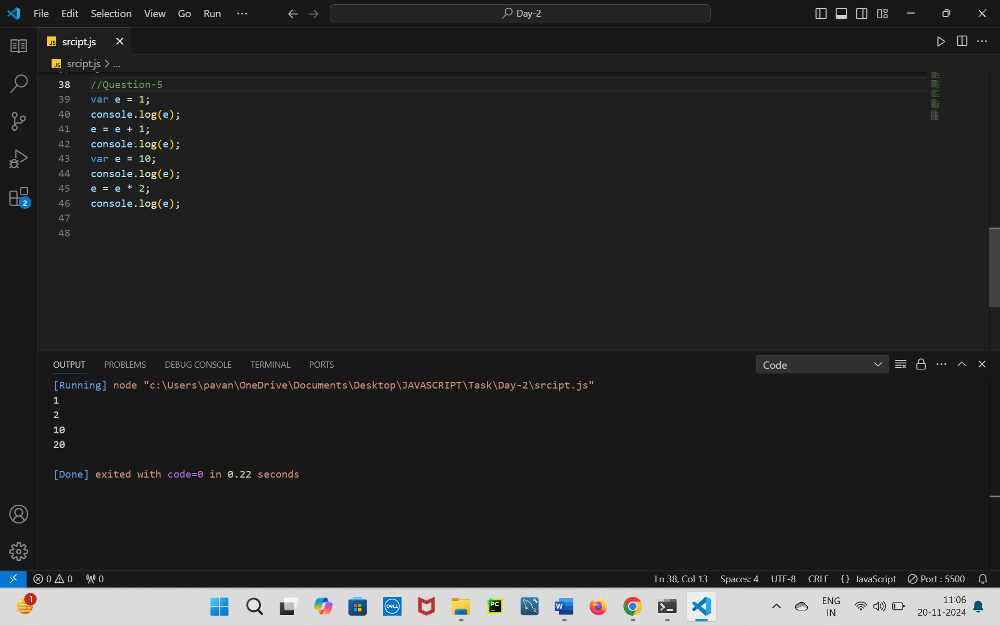 File Edit Selection View Go Run ··· Day-2
JS srcipt.js
JS srcipt.js > ...
38 //Question-5
39 var e = 1;
40 console.log(e);
41 e = e + 1;
42 console.log(e);
43 var e = 10;
44 console.log(e);
45 e = e * 2;
46 console.log(e);
47
48
2
OUTPUT PROBLEMS DEBUG CONSOLE TERMINAL PORTS Code
[Running] node "c:\Users\pavan\OneDrive\Documents\Desktop\JAVASCRIPT\Task\Day-2\srcipt.js"
1
2
10
20
[Done] exited with code=0 in 0.22 seconds
0 0 0 Ln 38, Col 13 Spaces: 4 UTF-8 CRLF {} JavaScript Port : 5500
1 DELL PC W ENG 11:06
IN 20-11-2024